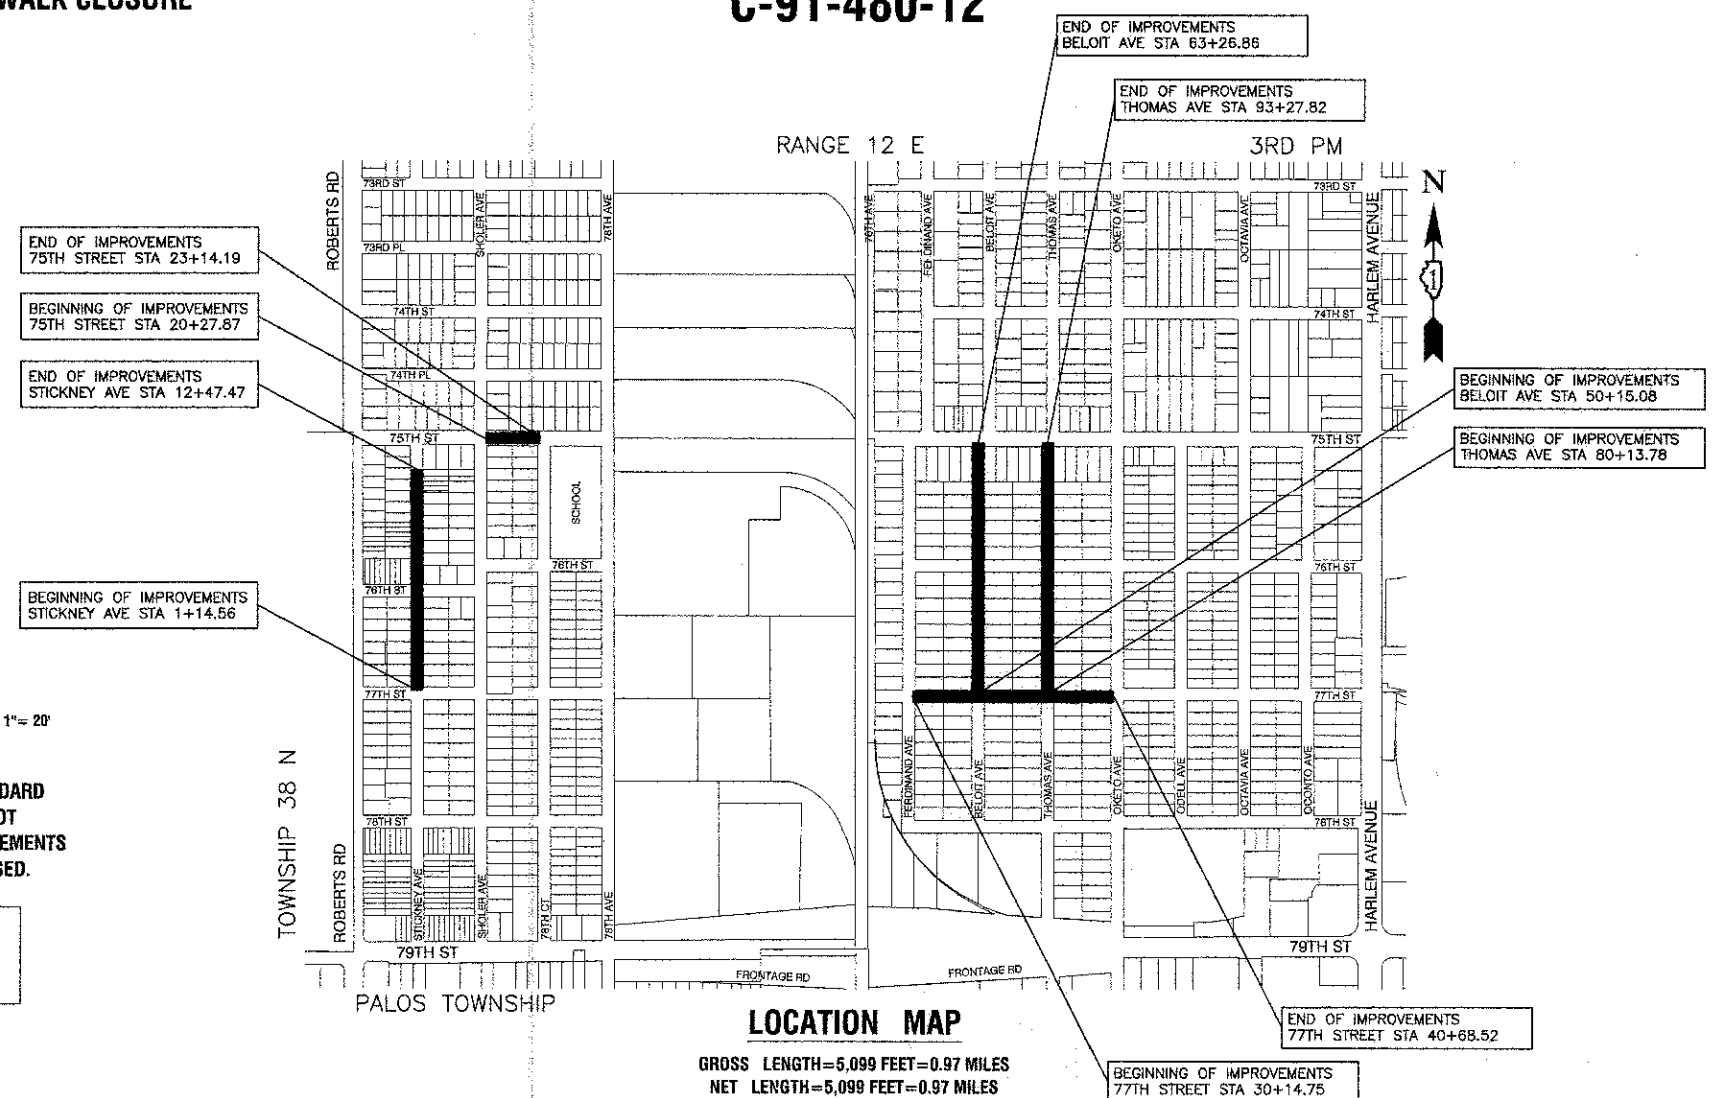 WALK CLOSURE
C-91-480-12
END OF IMPROVEMENTS
BELOIT AVE STA 63+26.86
END OF IMPROVEMENTS
THOMAS AVE STA 93+27.82
RANGE 12 E
3RD PM
N
1
ROBERTS RD
73RD ST
SHOLER AVE
78TH AVE
76TH AVE
FERDINAND AVE
BELOIT AVE
THOMAS AVE
OKETO AVE
OCTAVIA AVE
73RD ST
HARLEM AVENUE
END OF IMPROVEMENTS
75TH STREET STA 23+14.19
73RD PL
BEGINNING OF IMPROVEMENTS
75TH STREET STA 20+27.87
74TH ST
74TH ST
END OF IMPROVEMENTS
STICKNEY AVE STA 12+47.47
74TH PL
BEGINNING OF IMPROVEMENTS
BELOIT AVE STA 50+15.08
75TH ST
75TH ST
BEGINNING OF IMPROVEMENTS
THOMAS AVE STA 80+13.78
SCHOOL
76TH ST
76TH ST
76TH ST
BEGINNING OF IMPROVEMENTS
STICKNEY AVE STA 1+14.56
77TH ST
77TH ST
1"= 20'
TOWNSHIP 38 N
DARD
OT
EMENTS
SED.
FERDINAND AVE
BELOIT AVE
THOMAS AVE
OKETO AVE
ODELL AVE
OCTAVIA AVE
OCONTO AVE
78TH ST
78TH ST
ROBERTS RD
STICKNEY AVE
SHOLER AVE
78TH CT
78TH AVE
HARLEM AVENUE
79TH ST
79TH ST
FRONTAGE RD
FRONTAGE RD
PALOS TOWNSHIP
LOCATION MAP
END OF IMPROVEMENTS
77TH STREET STA 40+68.52
GROSS LENGTH=5,099 FEET=0.97 MILES
NET LENGTH=5,099 FEET=0.97 MILES
BEGINNING OF IMPROVEMENTS
77TH STREET STA 30+14.75